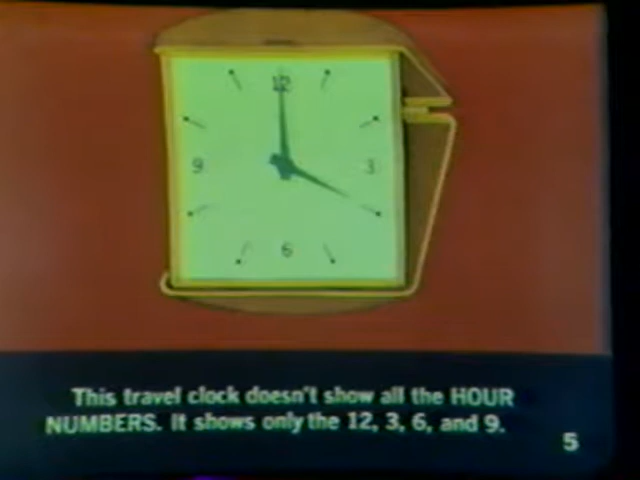 12
9 3
6
This travel clock doesn't show all the HOUR
NUMBERS. It shows only the 12, 3, 6, and 9.
5